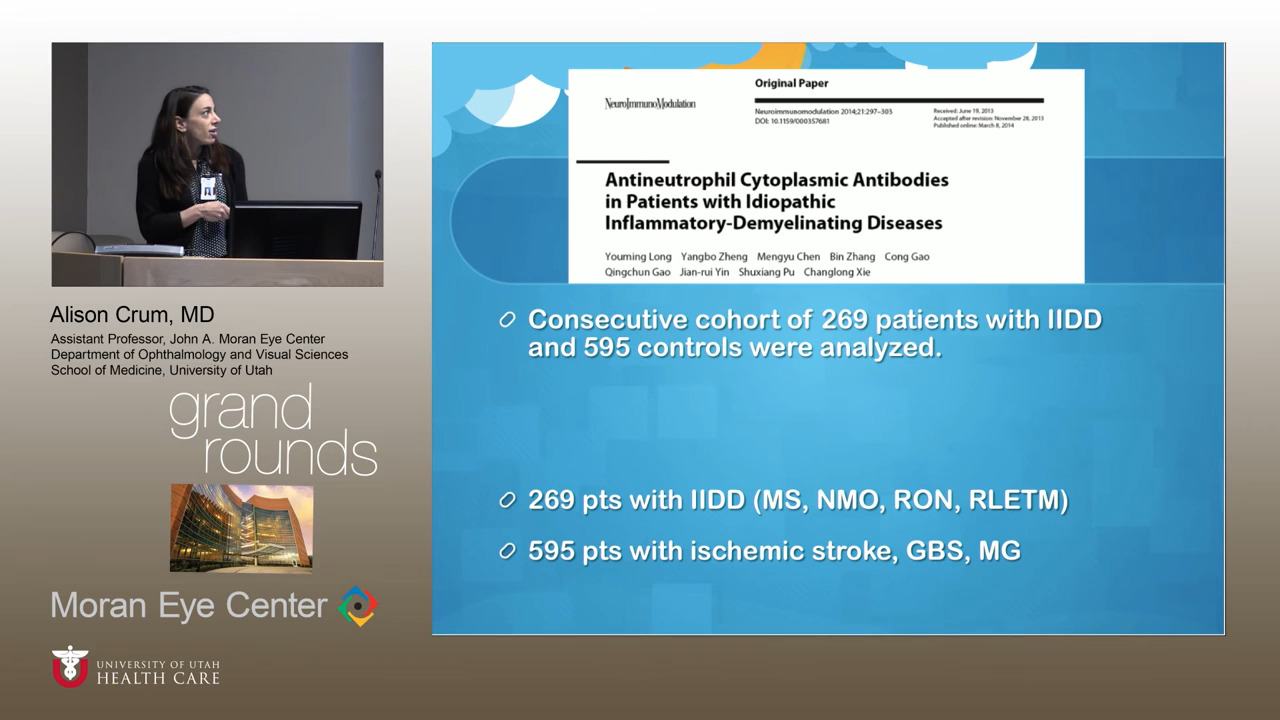 Alison Crum, MD
Assistant Professor, John A. Moran Eye Center
Department of Ophthalmology and Visual Sciences
School of Medicine, University of Utah
grand
rounds
Moran Eye Center
UNIVERSITY OF UTAH
HEALTH CARE
NeuroImmunoModulation
Original Paper
Neuroimmunomodulation 2014;21:297–305
DOI: 10.1159/000357681
Received: June 19, 2013
Accepted after revision: November 28, 2013
Published online: March 8, 2014
Antineutrophil Cytoplasmic Antibodies
in Patients with Idiopathic
Inflammatory-Demyelinating Diseases
Youming Long Yangbo Zheng Mengyu Chen Bin Zhang Cong Gao
Qingchun Gao Jian-rui Yin Shuxiang Pu Changlong Xie
Consecutive cohort of 269 patients with IIDD
and 595 controls were analyzed.
269 pts with IIDD (MS, NMO, RON, RLETM)
595 pts with ischemic stroke, GBS, MG